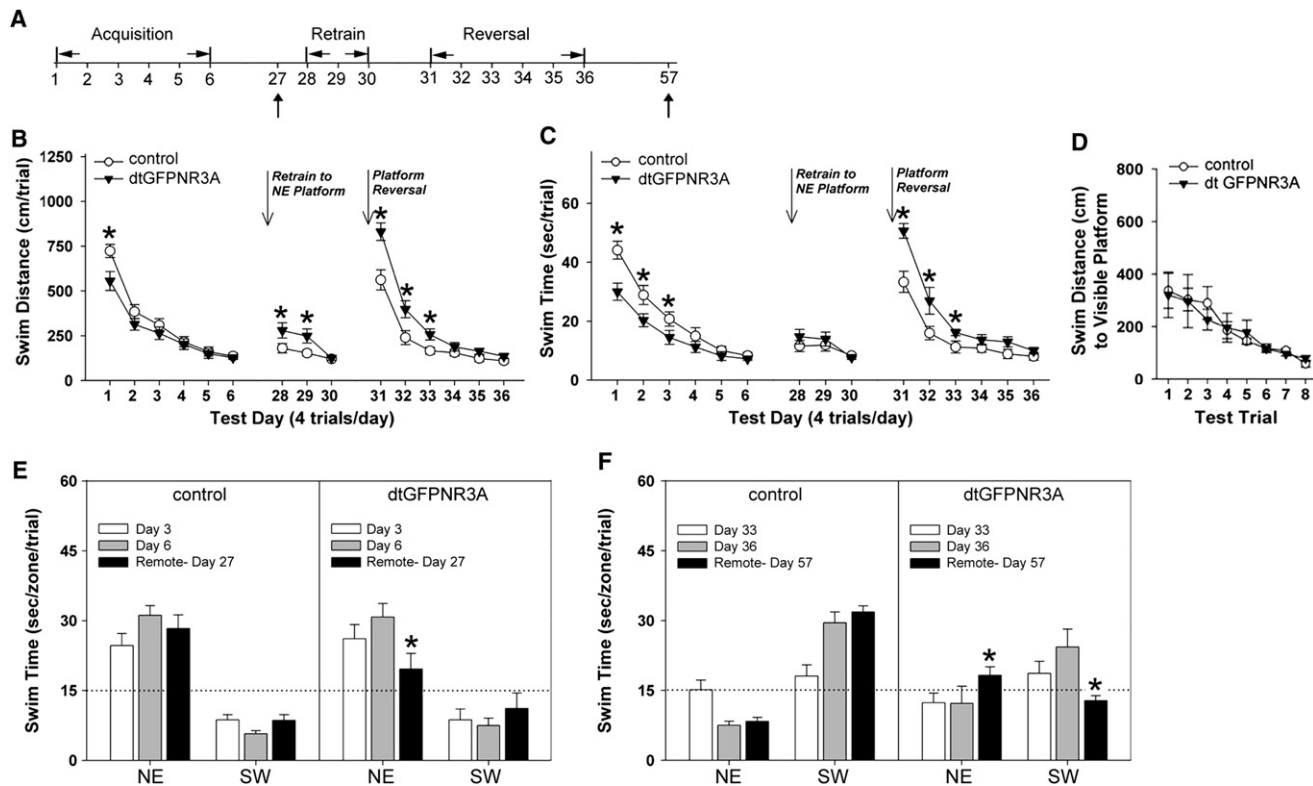 A
Acquisition Retrain Reversal
1 2 3 4 5 6 27 28 29 30 31 32 33 34 35 36 57
B
control
dtGFPNR3A
Retrain to
NE Platform
Platform
Reversal
Swim Distance (cm/trial)
1250
1000
750
500
250
0
* * * * * *
1 2 3 4 5 6 28 29 30 31 32 33 34 35 36
Test Day (4 trials/day)
C
control
dtGFPNR3A
Retrain to
NE Platform
Platform
Reversal
Swim Time (sec/trial)
60
40
20
0
* * * * * *
1 2 3 4 5 6 28 29 30 31 32 33 34 35 36
Test Day (4 trials/day)
D
control
dt GFPNR3A
Swim Distance (cm)
to Visible Platform
800
600
400
200
0
1 2 3 4 5 6 7 8
Test Trial
E
control dtGFPNR3A
Day 3
Day 6
Remote- Day 27
Day 3
Day 6
Remote- Day 27
*
Swim Time (sec/zone/trial)
60
45
30
15
0
NE SW NE SW
F
control dtGFPNR3A
Day 33
Day 36
Remote- Day 57
Day 33
Day 36
Remote- Day 57
* *
Swim Time (sec/zone/trial)
60
45
30
15
0
NE SW NE SW